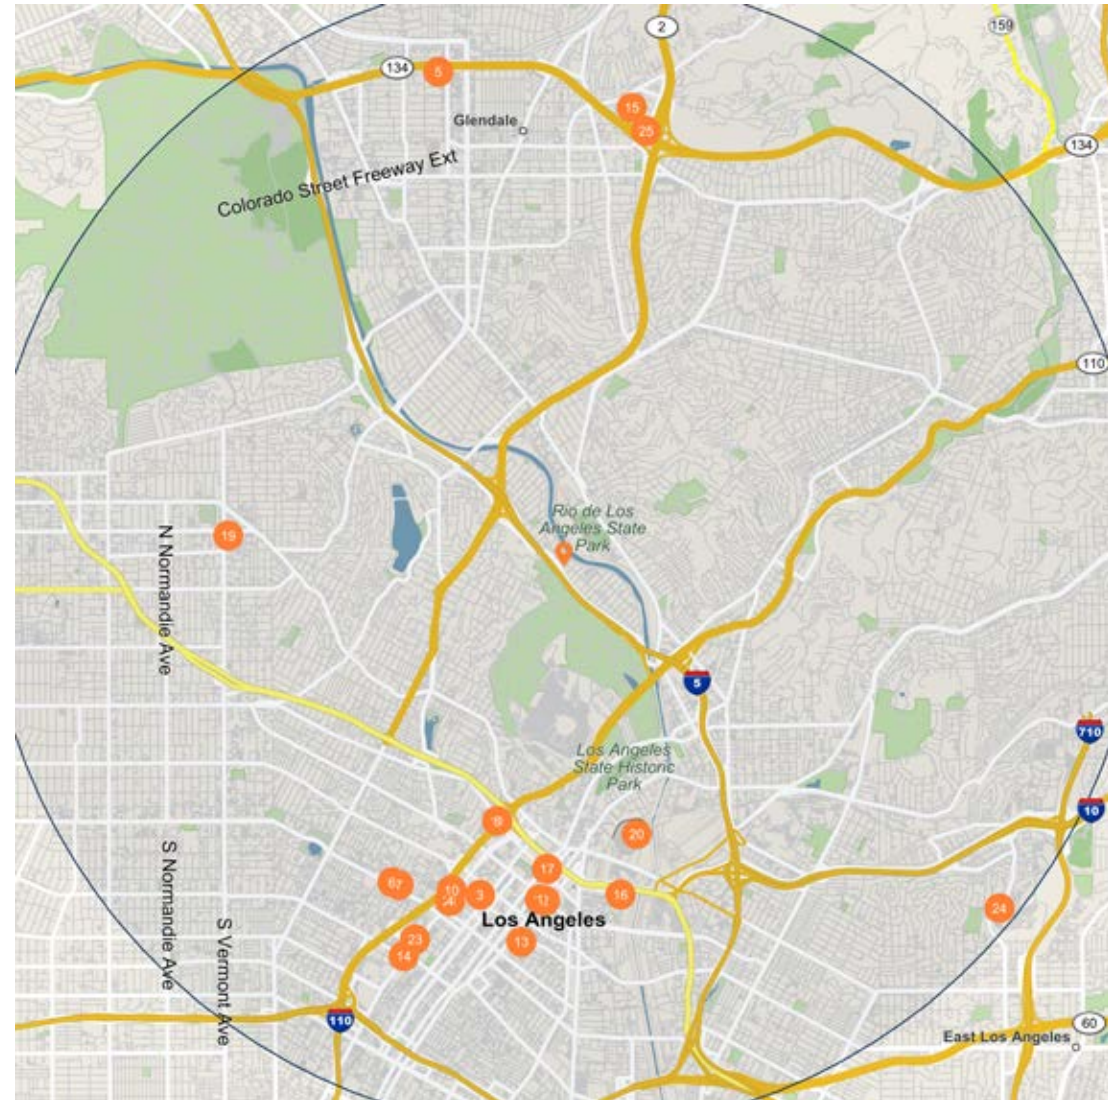 2
159
134
5
15
25
Glendale
134
Colorado Street Freeway Ext
110
Rio de Los
Angeles State
Park
19
N Normandie Ave
5
Los Angeles
State Historic
Park
710
10
20
S Normandie Ave
17
10
3
16
Los Angeles
24
S Vermont Ave
23
13
14
110
60
East Los Angeles